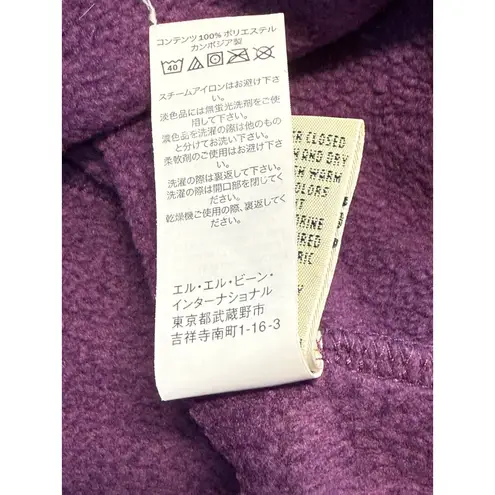 コンテンツ100% ポリエステル
カンボジア製
40
スチームアイロンはお避け下さ
い。
淡色品には無蛍光洗剤をご使
用して下さい。
濃色品を洗濯の際は他のもの
と分けてお洗い下さい。
柔軟剤のご使用はお避け下さ
い。
洗濯の際は裏返して下さい。
洗濯の際は開口部を閉じてく
ださい。
乾燥機ご使用の際、裏返してく
ださい。
エル・エル・ビーン・
インターナショナル
東京都武蔵野市
吉祥寺南町1-16-3
CLOSED
AND DRY
WARM
COLORS